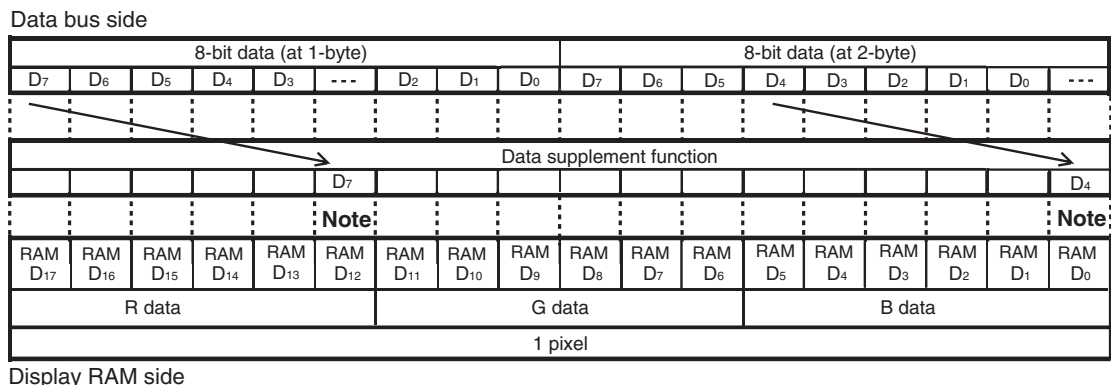 Data bus side
8-bit data (at 1-byte) 8-bit data (at 2-byte)
D7 D6 D5 D4 D3 --- D2 D1 D0 D7 D6 D5 D4 D3 D2 D1 D0 ---
Data supplement function
D7 D4
Note Note
RAM RAM RAM RAM RAM RAM RAM RAM RAM RAM RAM RAM RAM RAM RAM RAM RAM RAM
D17 D16 D15 D14 D13 D12 D11 D10 D9 D8 D7 D6 D5 D4 D3 D2 D1 D0
R data G data B data
1 pixel
Display RAM side